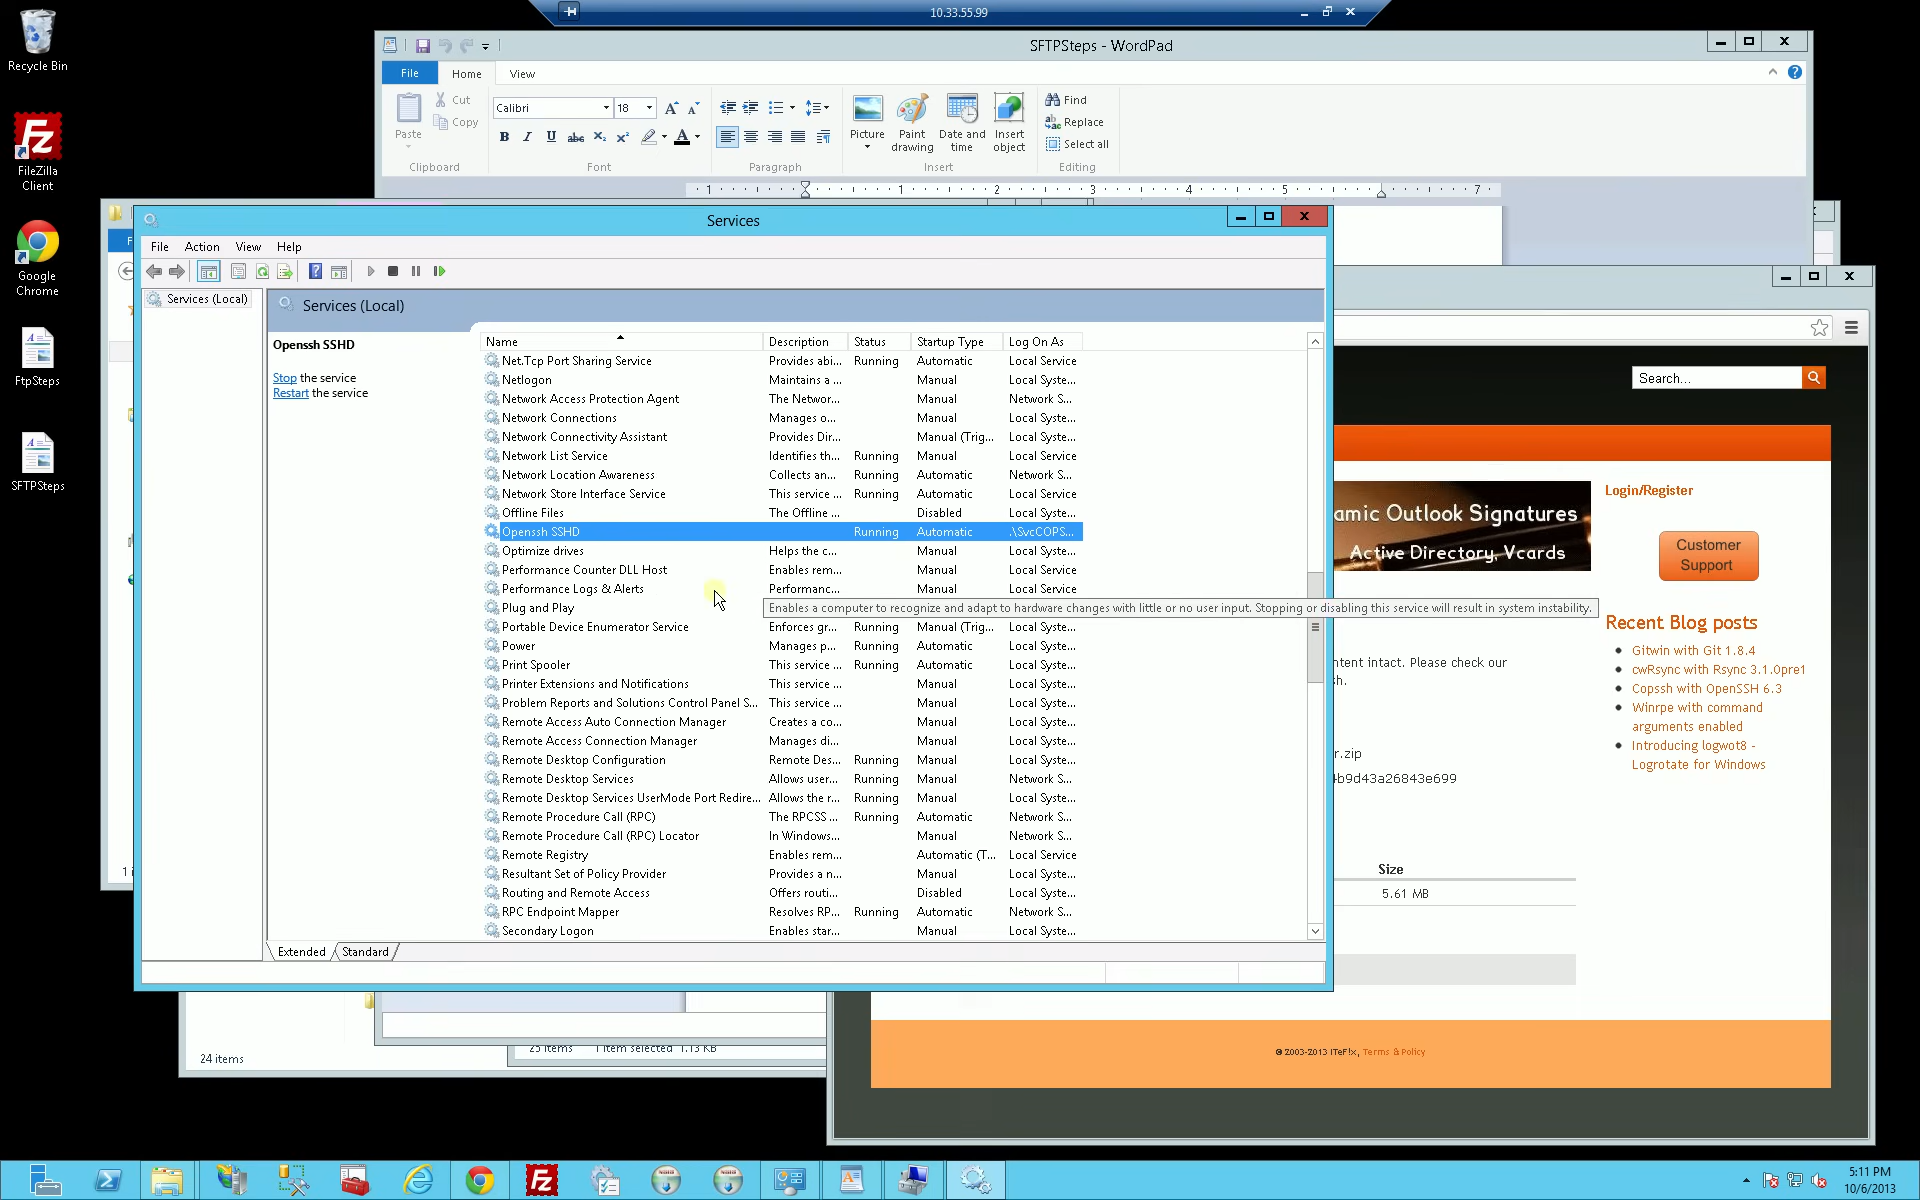 10.33.55.99
Recycle Bin
FileZilla
Client
Google
Chrome
FtpSteps
SFTPSteps
SFTPSteps - WordPad
File Home View
Paste
Cut
Copy
Clipboard
Calibri 18
Font
Paragraph
Picture
Paint
drawing
Date and
time
Insert
object
Insert
Find
Replace
Select all
Editing
1 1 2 3 4 5 7
Services
File Action View Help
Services (Local)
Services (Local)
Openssh SSHD
Stop the service
Restart the service
Name Description Status Startup Type Log On As
Net.Tcp Port Sharing Service Provides abi... Running Automatic Local Service
Netlogon Maintains a ... Manual Local Syste...
Network Access Protection Agent The Networ... Manual Network S...
Network Connections Manages o... Manual Local Syste...
Network Connectivity Assistant Provides Dir... Manual (Trig... Local Syste...
Network List Service Identifies th... Running Manual Local Service
Network Location Awareness Collects an... Running Automatic Network S...
Network Store Interface Service This service ... Running Automatic Local Service
Offline Files The Offline ... Disabled Local Syste...
Openssh SSHD Running Automatic .\SvcCOPS...
Optimize drives Helps the c... Manual Local Syste...
Performance Counter DLL Host Enables rem... Manual Local Service
Performance Logs & Alerts Performanc... Manual Local Service
Plug and Play Enables a computer to recognize and adapt to hardware changes with little or no user input. Stopping or disabling this service will result in system instability.
Portable Device Enumerator Service Enforces gr... Running Manual (Trig... Local Syste...
Power Manages p... Running Automatic Local Syste...
Print Spooler This service ... Running Automatic Local Syste...
Printer Extensions and Notifications This service ... Manual Local Syste...
Problem Reports and Solutions Control Panel S... This service ... Manual Local Syste...
Remote Access Auto Connection Manager Creates a co... Manual Local Syste...
Remote Access Connection Manager Manages di... Manual Local Syste...
Remote Desktop Configuration Remote Des... Running Manual Local Syste...
Remote Desktop Services Allows user... Running Manual Network S...
Remote Desktop Services UserMode Port Redire... Allows the r... Running Manual Local Syste...
Remote Procedure Call (RPC) The RPCSS ... Running Automatic Network S...
Remote Procedure Call (RPC) Locator In Windows... Manual Network S...
Remote Registry Enables rem... Automatic (T... Local Service
Resultant Set of Policy Provider Provides a n... Manual Local Syste...
Routing and Remote Access Offers routi... Disabled Local Syste...
RPC Endpoint Mapper Resolves RP... Running Automatic Network S...
Secondary Logon Enables star... Manual Local Syste...
Extended Standard
Search...
amic Outlook Signatures
Active Directory, Vcards
Login/Register
Customer
Support
Recent Blog posts
Gitwin with Git 1.8.4
cwRsync with Rsync 3.1.0pre1
Copssh with OpenSSH 6.3
Winrpe with command
arguments enabled
Introducing logwot8 -
Logrotate for Windows
ntent intact. Please check our
sh.
r.zip
4b9d43a26843e699
Size
5.61 MB
© 2003-2013 ITeF!x, Terms & Policy
24 items
25 items 1 item selected 1.13 KB
5:11 PM
10/6/2013